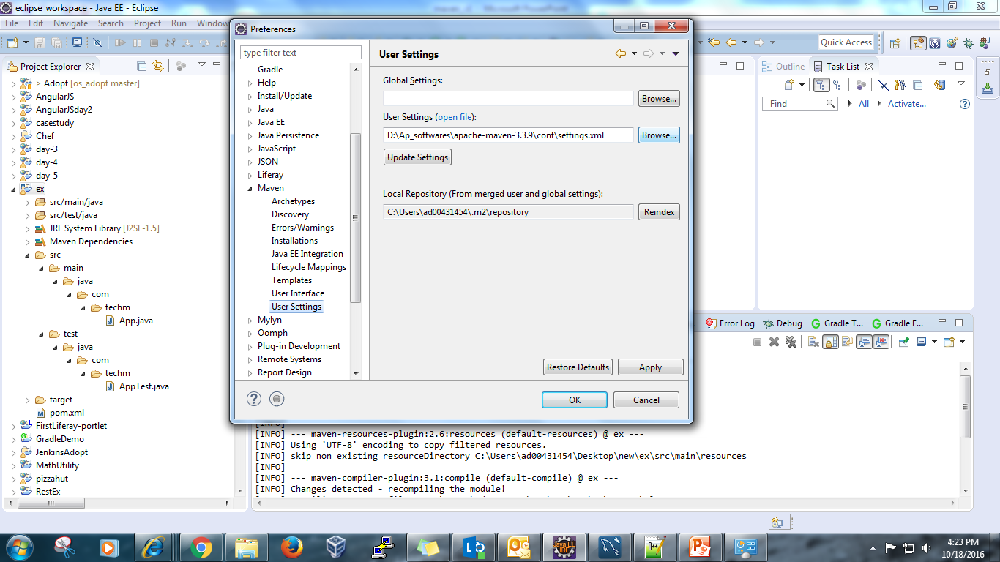 eclipse_workspace - Java EE - Eclipse
File Edit Navigate Search Project Run Window
Quick Access
Project Explorer
> Adopt [os_adopt master]
AngularJS
AngularJSday2
casestudy
Chef
day-3
day-4
day-5
ex
src/main/java
src/test/java
JRE System Library [J2SE-1.5]
Maven Dependencies
src
main
java
com
techm
App.java
test
java
com
techm
AppTest.java
target
pom.xml
FirstLiferay-portlet
GradleDemo
JenkinsAdopt
MathUtility
pizzahut
RestEx
Preferences
type filter text
Gradle
Help
Install/Update
Java
Java EE
Java Persistence
JavaScript
JSON
Liferay
Maven
Archetypes
Discovery
Errors/Warnings
Installations
Java EE Integration
Lifecycle Mappings
Templates
User Interface
User Settings
Mylyn
Oomph
Plug-in Development
Remote Systems
Report Design
User Settings
Global Settings:
Browse...
User Settings (open file):
D:\Ap_softwares\apache-maven-3.3.9\conf\settings.xml Browse...
Update Settings
Local Repository (From merged user and global settings):
C:\Users\ad00431454\.m2\repository Reindex
Restore Defaults Apply
OK Cancel
Outline Task List
Find All Activate...
Error Log Debug Gradle T... Gradle E...
[INFO]
[INFO] --- maven-resources-plugin:2.6:resources (default-resources) @ ex ---
[INFO] Using 'UTF-8' encoding to copy filtered resources.
[INFO] skip non existing resourceDirectory C:\Users\ad00431454\Desktop\new\ex\src\main\resources
[INFO]
[INFO] --- maven-compiler-plugin:3.1:compile (default-compile) @ ex ---
[INFO] Changes detected - recompiling the module!
Java EE
IDE
4:23 PM
10/18/2016